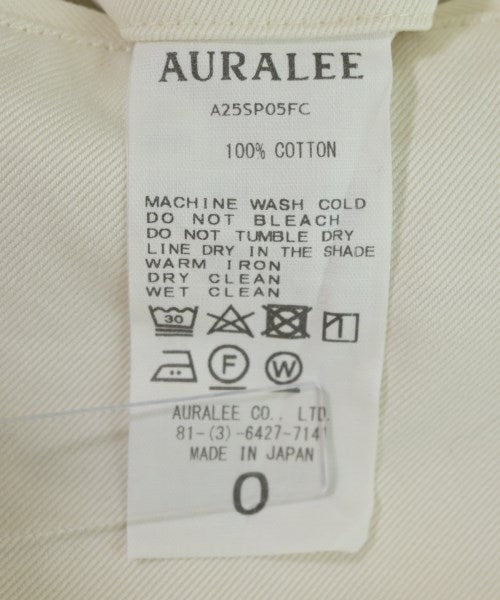 AURALEE
A25SP05FC
100% COTTON
MACHINE WASH COLD
DO NOT BLEACH
DO NOT TUMBLE DRY
LINE DRY IN THE SHADE
WARM IRON
DRY CLEAN
WET CLEAN
30
F W
AURALEE CO., LTD.
81-(3)-6427-7141
MADE IN JAPAN
0